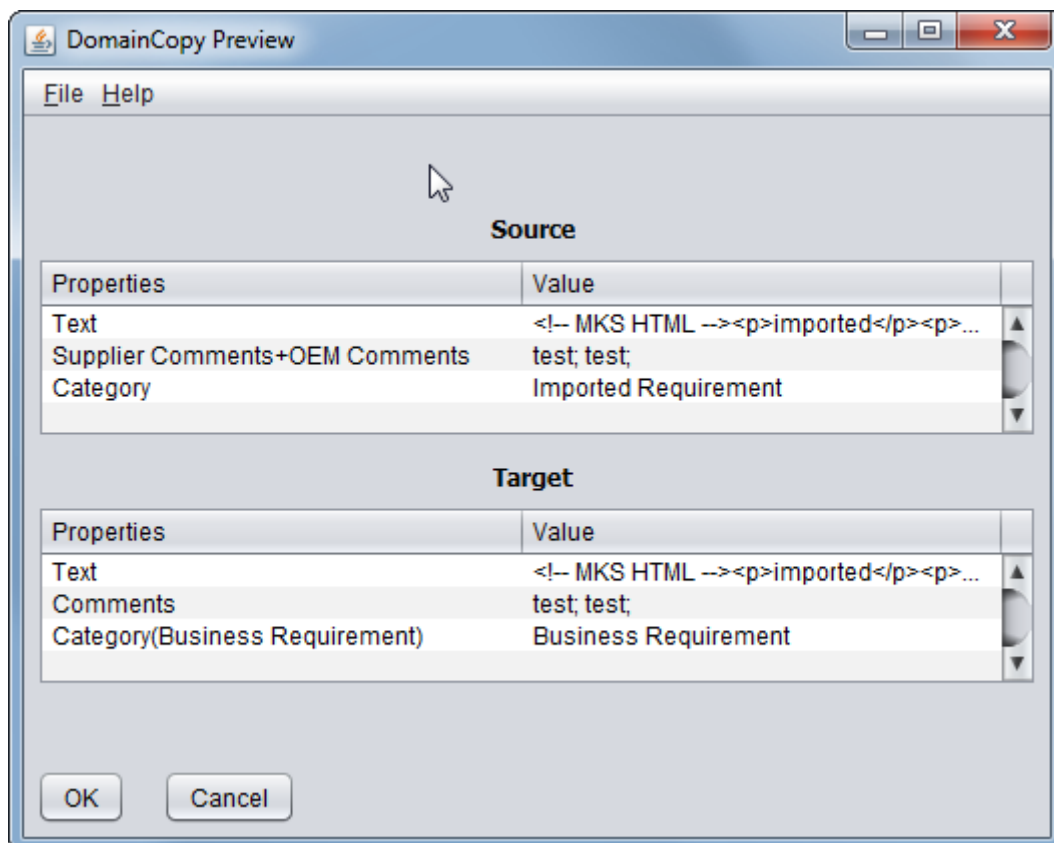 DomainCopy Preview
File Help
Source
Properties Value
Text <!-- MKS HTML --><p>imported</p><p>...
Supplier Comments+OEM Comments test; test;
Category Imported Requirement
Target
Properties Value
Text <!-- MKS HTML --><p>imported</p><p>...
Comments test; test;
Category(Business Requirement) Business Requirement
OK Cancel